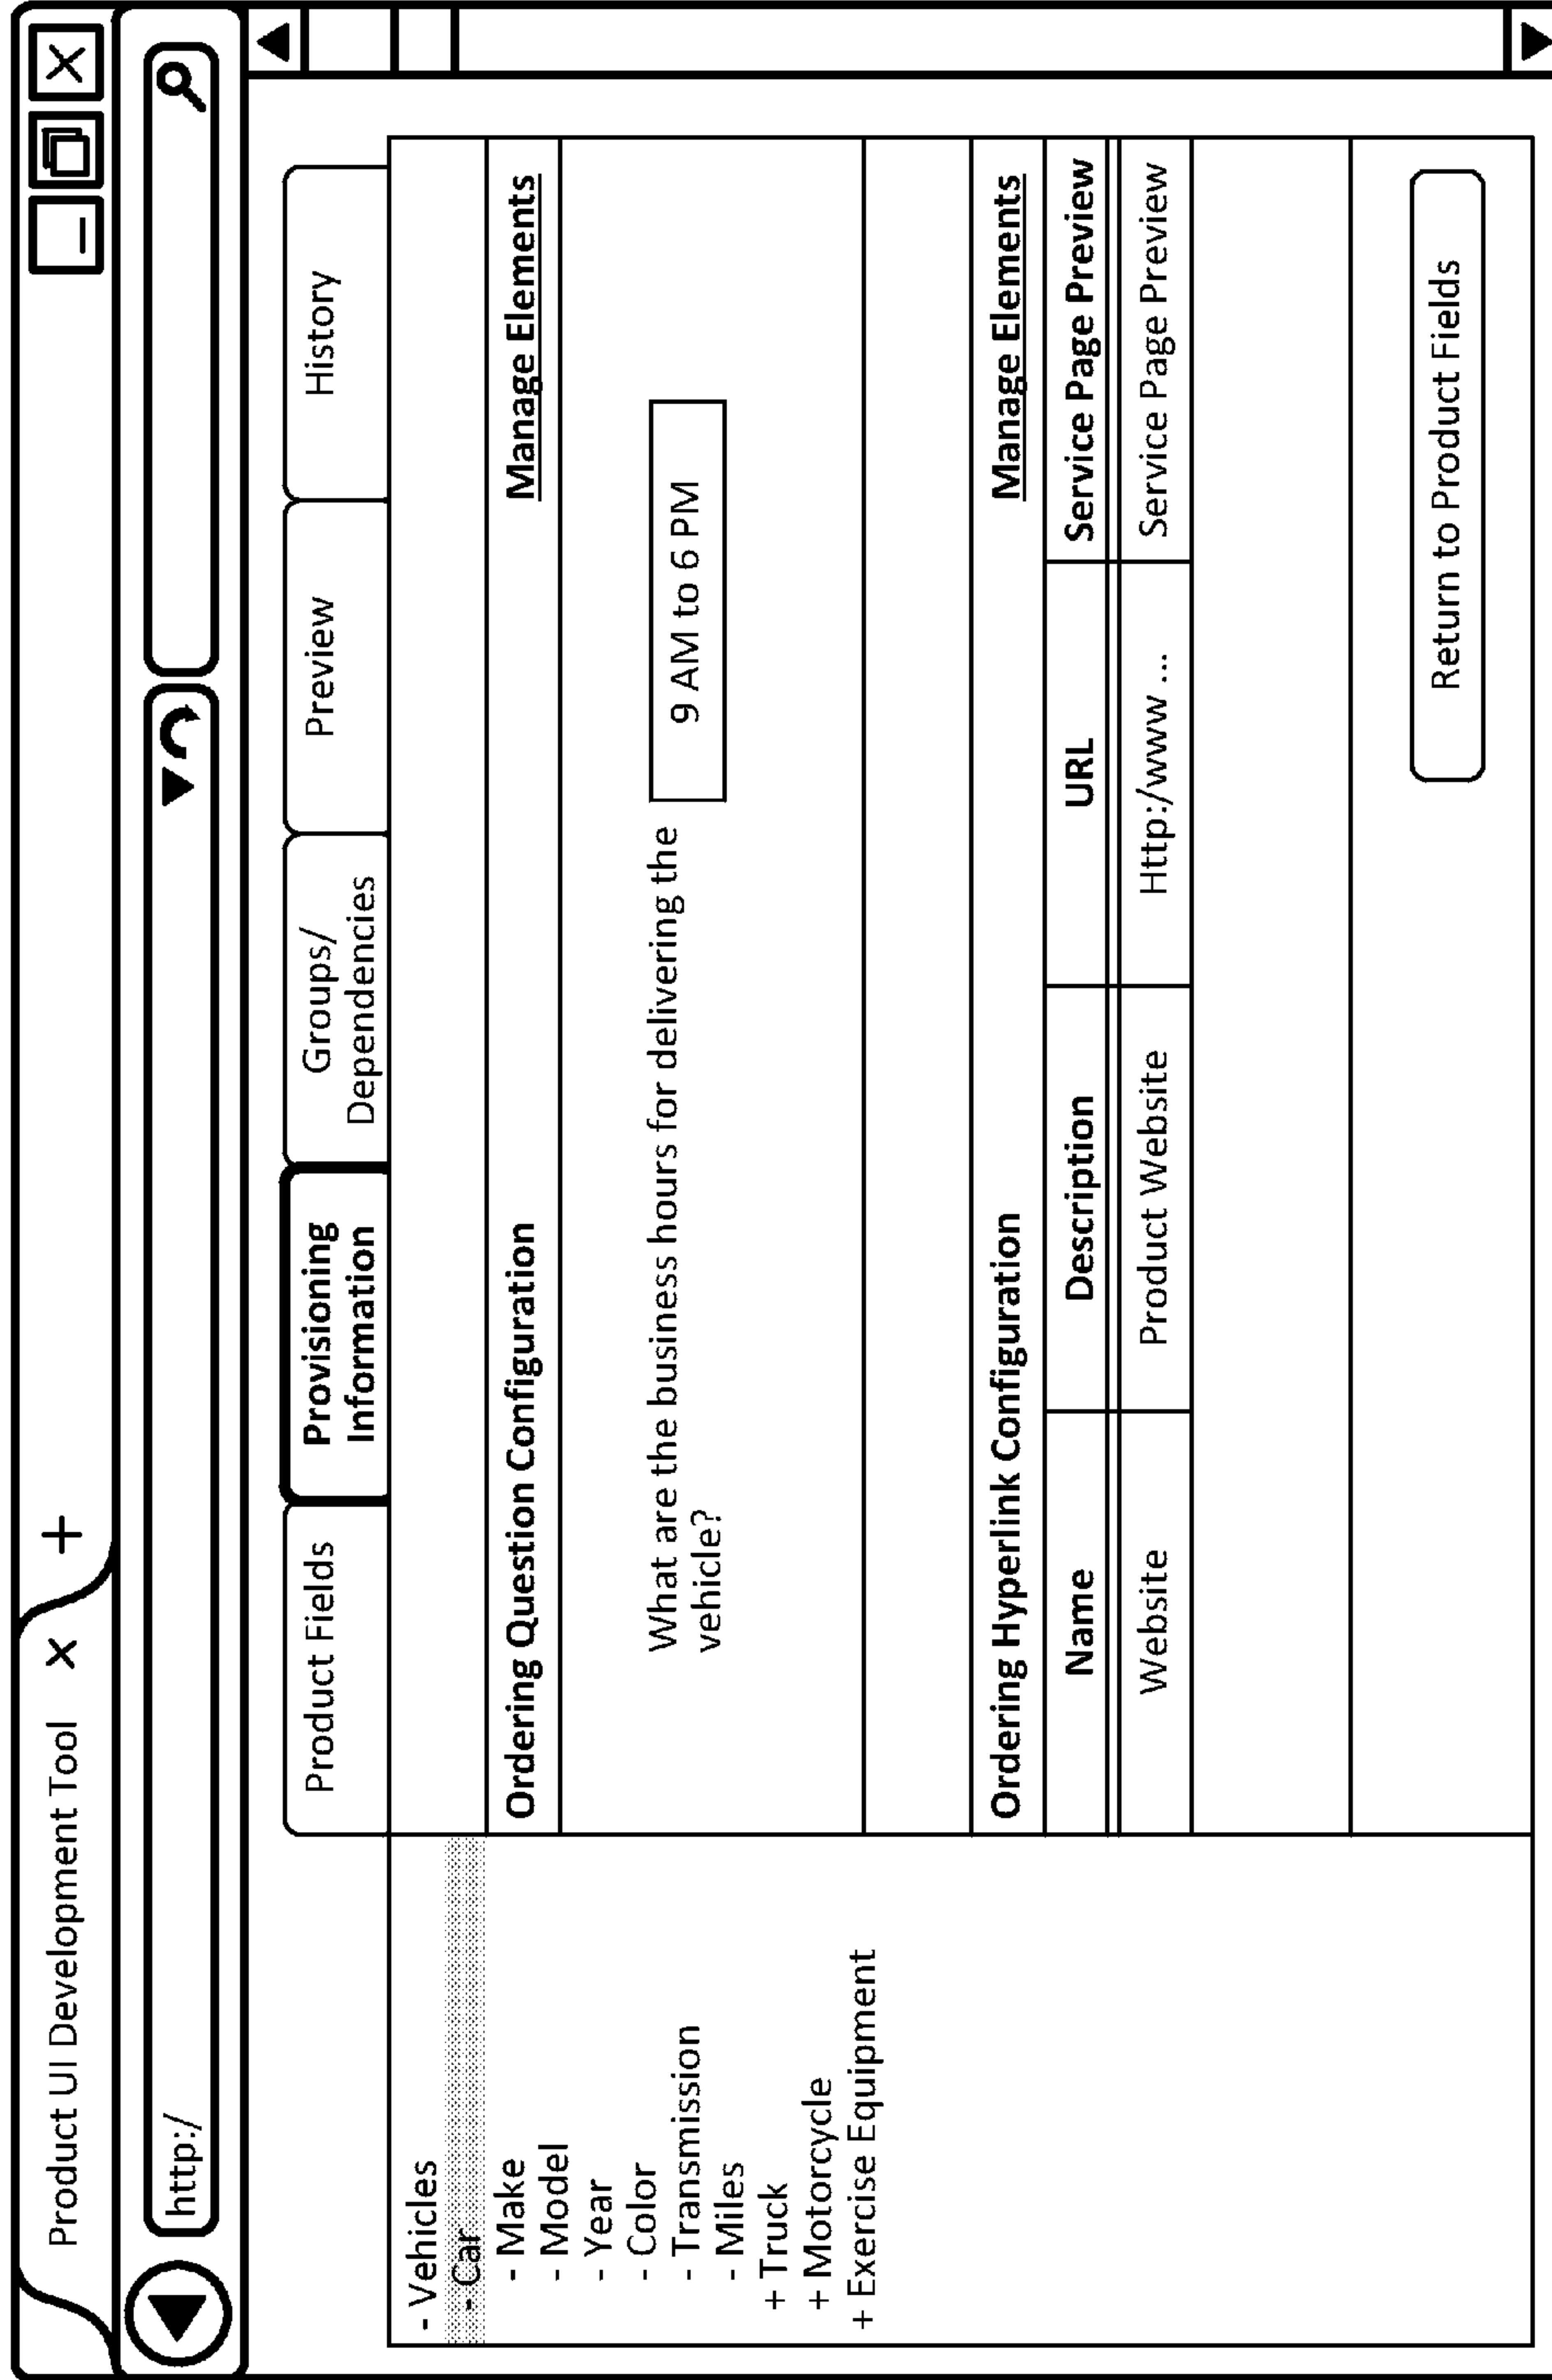 Product UI Development Tool X +
http:/
Product Fields
Provisioning
Information
Groups/
Dependencies
Preview
History
- Vehicles
- Car
- Make
- Model
- Year
- Color
- Transmission
- Miles
+ Truck
+ Motorcycle
+ Exercise Equipment
Ordering Question Configuration Manage Elements
What are the business hours for delivering the
vehicle?
9 AM to 6 PM
Ordering Hyperlink Configuration Manage Elements
Name Description URL Service Page Preview
Website Product Website Http:/www ... Service Page Preview
Return to Product Fields